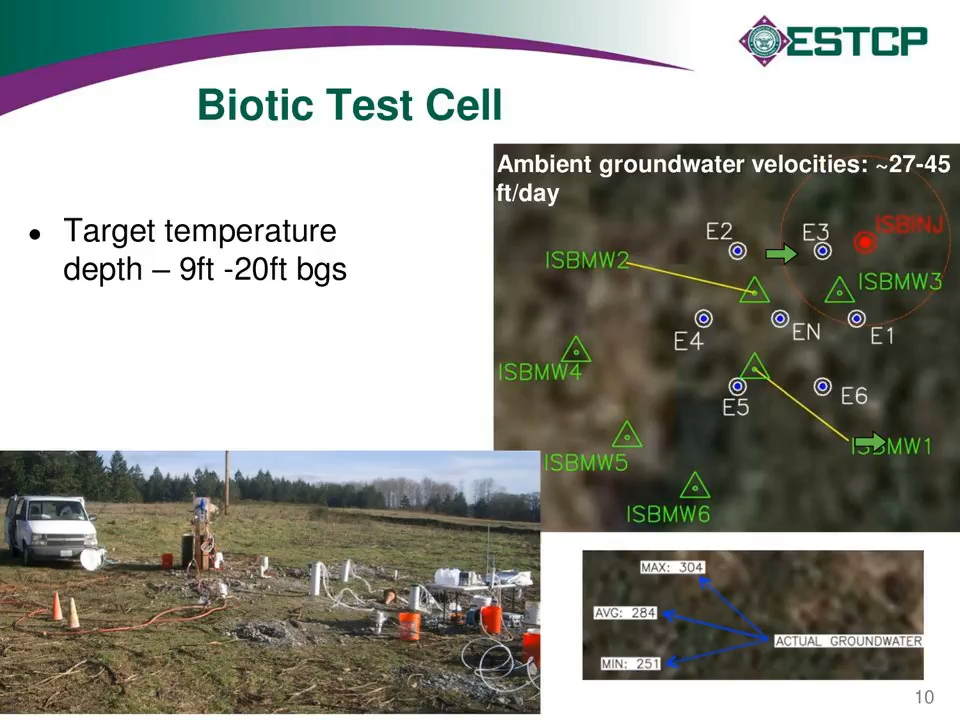 ESTCP
Biotic Test Cell
● Target temperature
depth – 9ft -20ft bgs
Ambient groundwater velocities: ~27-45
ft/day
ISBINJ
E2
E3
ISBMW2
ISBMW3
E4
EN
E1
ISBMW4
E5
E6
ISBMW1
ISBMW5
ISBMW6
MAX: 304
AVG: 284
ACTUAL GROUNDWATER
MIN: 251
10